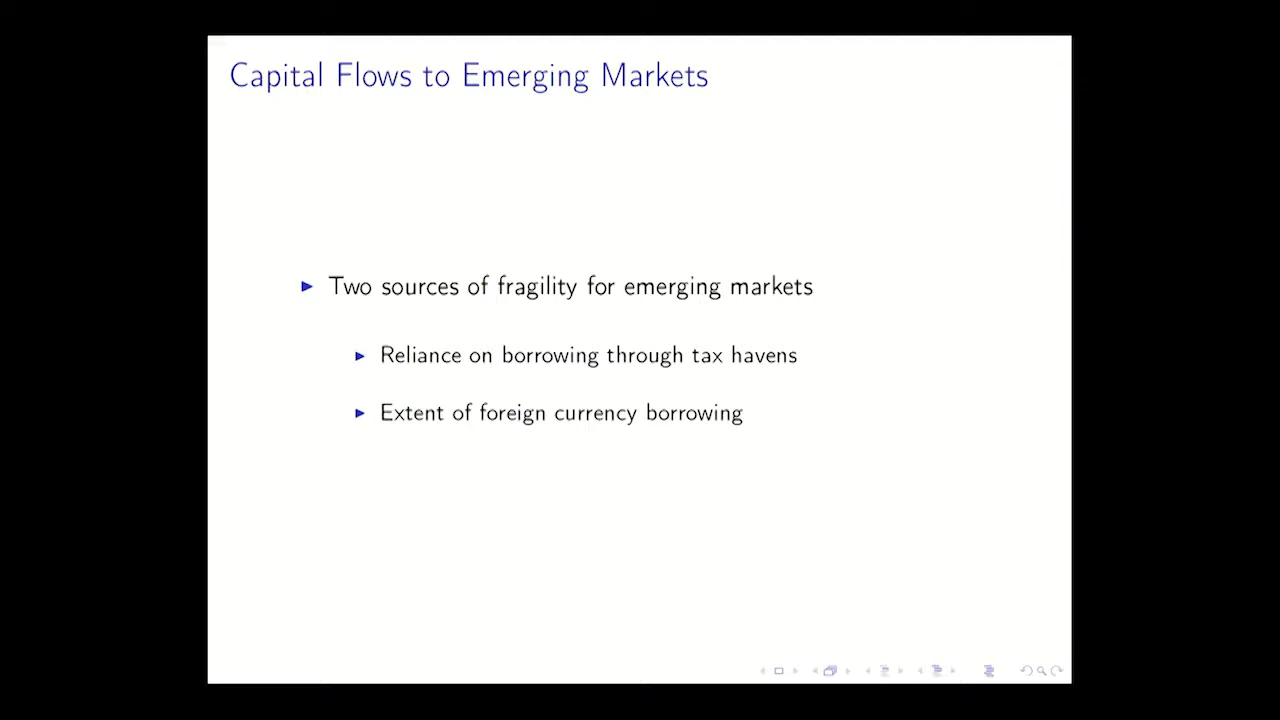 Capital Flows to Emerging Markets
Two sources of fragility for emerging markets
Reliance on borrowing through tax havens
Extent of foreign currency borrowing